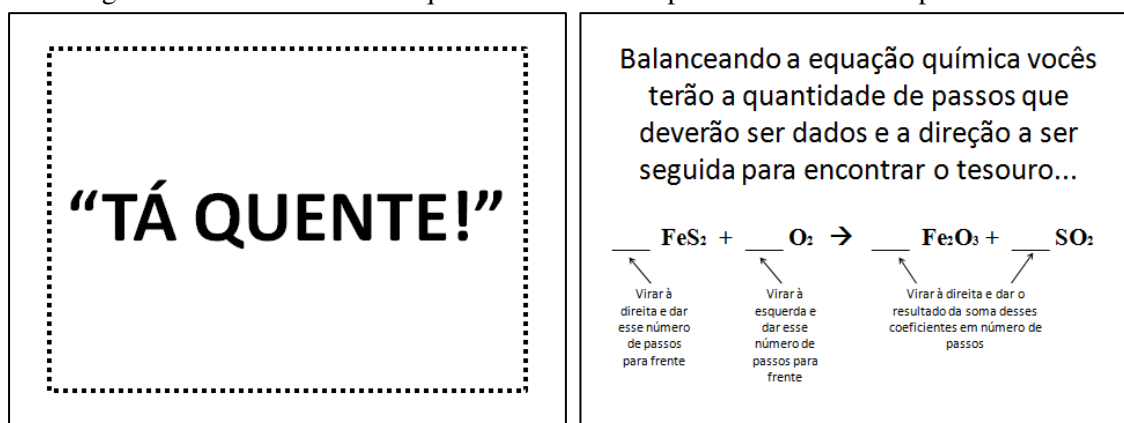 “TÁ QUENTE!”
Balanceando a equação química vocês
terão a quantidade de passos que
deverão ser dados e a direção a ser
seguida para encontrar o tesouro...
___ FeS₂ + ___ O₂ → ___ Fe₂O₃ + ___ SO₂
Virar à
direita e dar
esse número
de passos
para frente
Virar à
esquerda e
dar esse
número de
passos para
frente
Virar à direita e dar o
resultado da soma desses
coeficientes em número de
passos